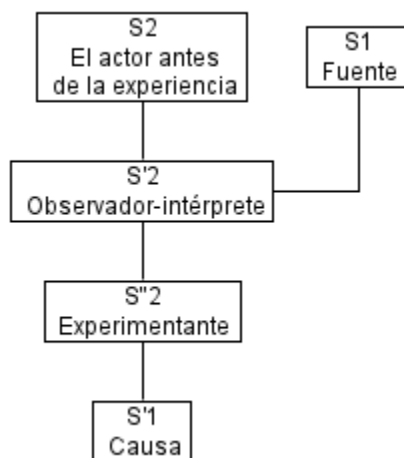 S2
El actor antes
de la experiencia
S1
Fuente
S'2
Observador-intérprete
S"2
Experimentante
S'1
Causa